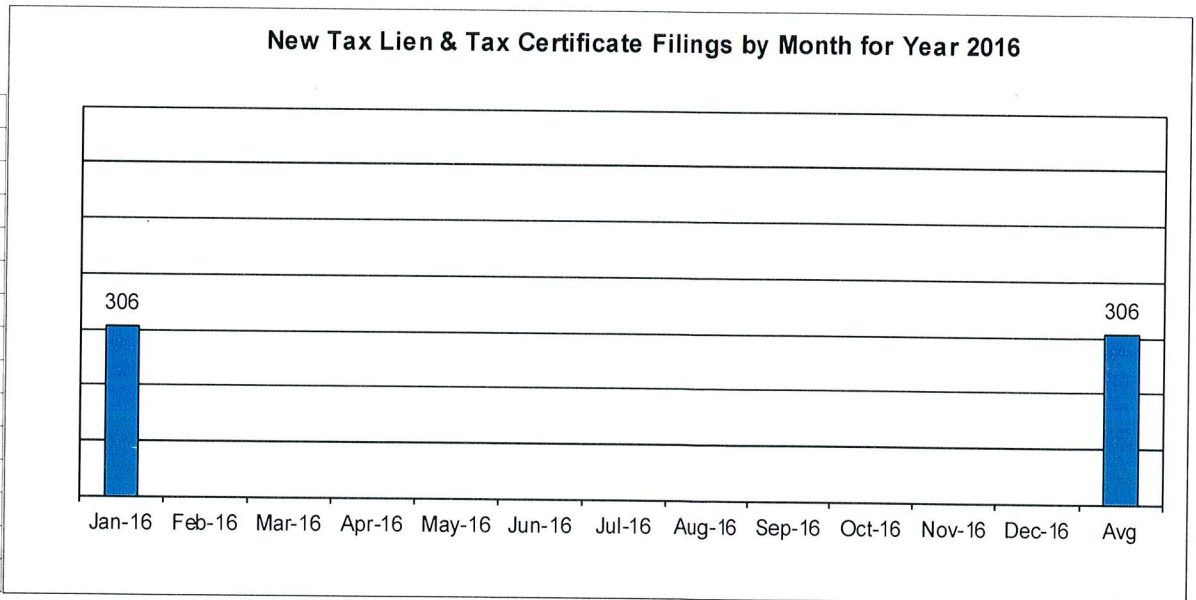 New Tax Lien & Tax Certificate Filings by Month for Year 2016
306
306
Jan-16 Feb-16 Mar-16 Apr-16 May-16 Jun-16 Jul-16 Aug-16 Sep-16 Oct-16 Nov-16 Dec-16 Avg